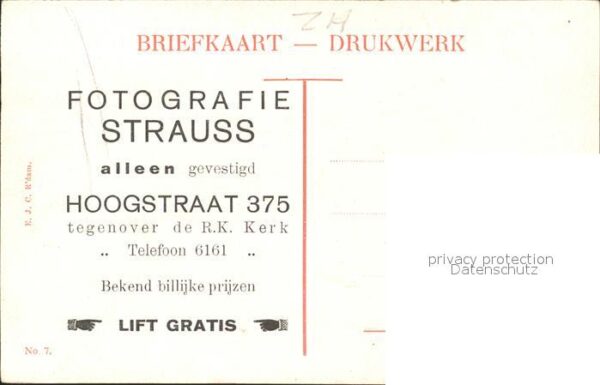 ZH
BRIEFKAART — DRUKWERK
FOTOGRAFIE
STRAUSS
alleen gevestigd
HOOGSTRAAT 375
tegenover de R.K. Kerk
„ Telefoon 6161 „
Bekend billijke prijzen
LIFT GRATIS
No. 7.
E. J. C. R'dam.
privacy protection
Datenschutz